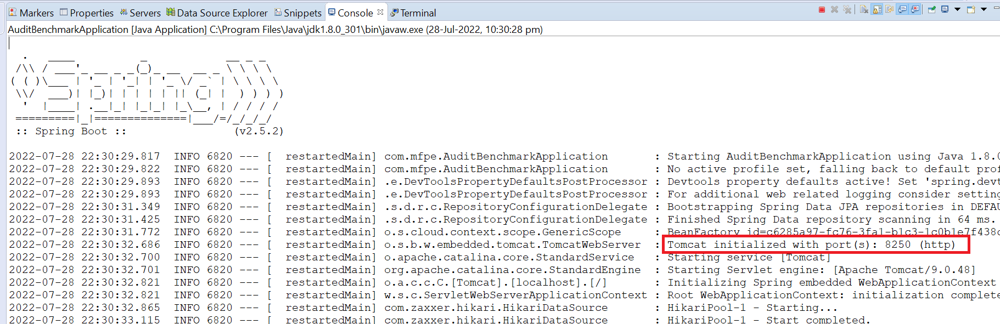 Markers Properties Servers Data Source Explorer Snippets Console Terminal
AuditBenchmarkApplication [Java Application] C:\Program Files\Java\jdk1.8.0_301\bin\javaw.exe (28-Jul-2022, 10:30:28 pm)
  .   ____          _            __ _ _
 /\\ / ___'_ __ _ _(_)_ __  __ _ \ \ \ \
( ( )\___ | '_ | '_| | '_ \/ _` | \ \ \ \
 \\/  ___)| |_)| | | | | || (_| |  ) ) ) )
  '  |____| .__|_| |_|_| |_\__, | / / / /
 =========|_|==============|___/=/_/_/_/
 :: Spring Boot ::                (v2.5.2)
2022-07-28 22:30:29.817  INFO 6820 --- [  restartedMain] com.mfpe.AuditBenchmarkApplication       : Starting AuditBenchmarkApplication using Java 1.8.0
2022-07-28 22:30:29.822  INFO 6820 --- [  restartedMain] com.mfpe.AuditBenchmarkApplication       : No active profile set, falling back to default prof
2022-07-28 22:30:29.893  INFO 6820 --- [  restartedMain] .e.DevToolsPropertyDefaultsPostProcessor : Devtools property defaults active! Set 'spring.devt
2022-07-28 22:30:29.893  INFO 6820 --- [  restartedMain] .e.DevToolsPropertyDefaultsPostProcessor : For additional web related logging consider setting
2022-07-28 22:30:31.349  INFO 6820 --- [  restartedMain] .s.d.r.c.RepositoryConfigurationDelegate : Bootstrapping Spring Data JPA repositories in DEFAU
2022-07-28 22:30:31.425  INFO 6820 --- [  restartedMain] .s.d.r.c.RepositoryConfigurationDelegate : Finished Spring Data repository scanning in 64 ms.
2022-07-28 22:30:31.772  INFO 6820 --- [  restartedMain] o.s.cloud.context.scope.GenericScope     : BeanFactory id=c6285a97-fc76-3fa1-b1c3-1c0b1e7f438c
2022-07-28 22:30:32.686  INFO 6820 --- [  restartedMain] o.s.b.w.embedded.tomcat.TomcatWebServer  : Tomcat initialized with port(s): 8250 (http)
2022-07-28 22:30:32.700  INFO 6820 --- [  restartedMain] o.apache.catalina.core.StandardService   : Starting service [Tomcat]
2022-07-28 22:30:32.701  INFO 6820 --- [  restartedMain] org.apache.catalina.core.StandardEngine  : Starting Servlet engine: [Apache Tomcat/9.0.48]
2022-07-28 22:30:32.821  INFO 6820 --- [  restartedMain] o.a.c.c.C.[Tomcat].[localhost].[/]       : Initializing Spring embedded WebApplicationContext
2022-07-28 22:30:32.821  INFO 6820 --- [  restartedMain] w.s.c.ServletWebServerApplicationContext : Root WebApplicationContext: initialization complete
2022-07-28 22:30:32.865  INFO 6820 --- [  restartedMain] com.zaxxer.hikari.HikariDataSource       : HikariPool-1 - Starting...
2022-07-28 22:30:33.115  INFO 6820 --- [  restartedMain] com.zaxxer.hikari.HikariDataSource       : HikariPool-1 - Start completed.